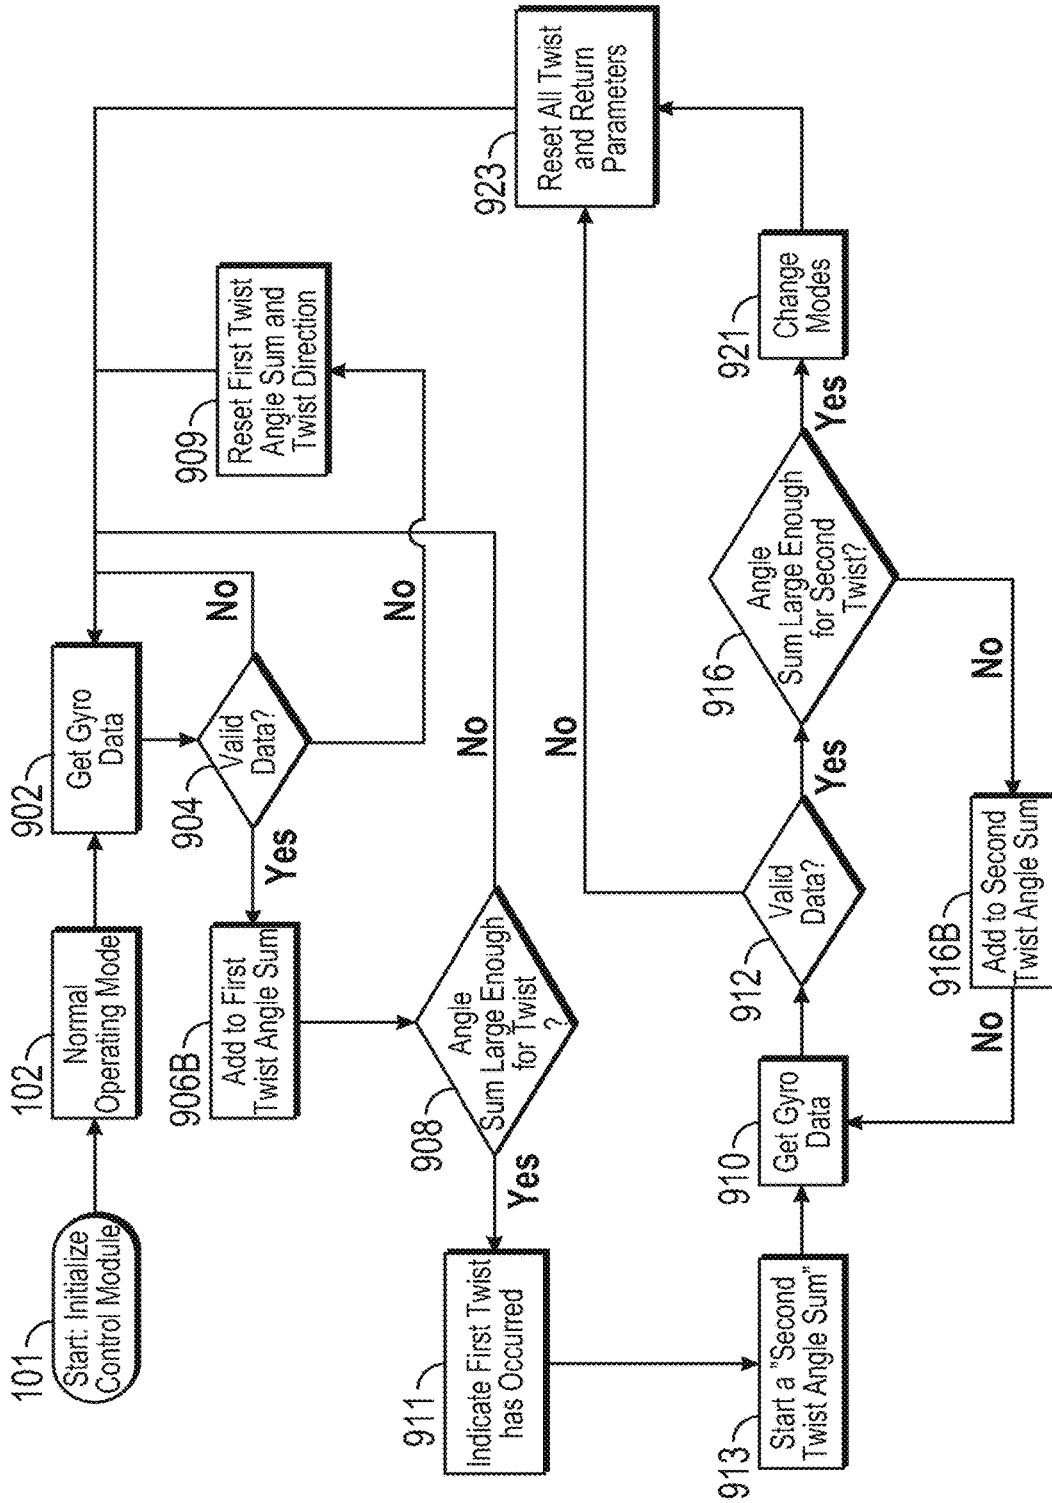 101
Start: Initialize
Control Module
102
Normal
Operating Mode
902
Get Gyro
Data
904
Valid
Data?
No
No
Yes
909
Reset First Twist
Angle Sum and
Twist Direction
906B
Add to First
Twist Angle Sum
908
Angle
Sum Large Enough
for Twist
?
No
Yes
911
Indicate First Twist
has Occurred
913
Start a "Second
Twist Angle Sum"
910
Get Gyro
Data
912
Valid
Data?
No
Yes
916
Angle
Sum Large Enough
for Second
Twist?
Yes
No
916B
Add to Second
Twist Angle Sum
No
921
Change
Modes
923
Reset All Twist
and Return
Parameters